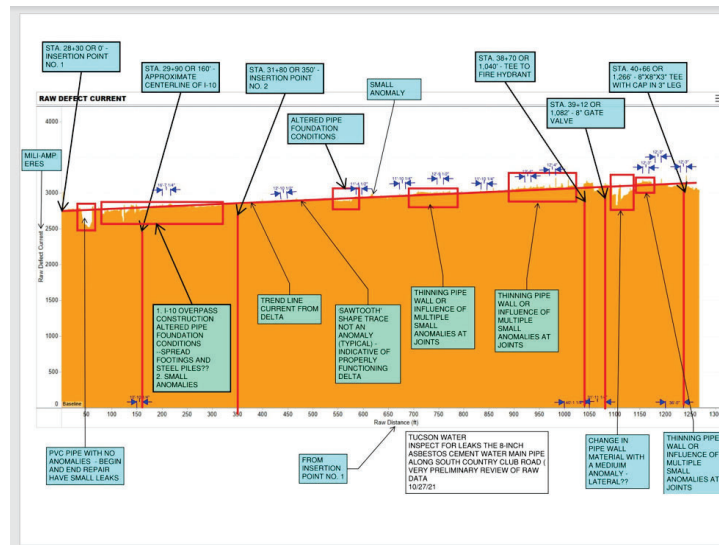 STA. 28+30 OR 0' -
INSERTION POINT
NO. 1
STA. 29+90 OR 160' -
APPROXIMATE
CENTERLINE OF I-10
STA. 31+80 OR 350' -
INSERTION POINT
NO. 2
SMALL
ANOMALY
STA. 38+70 OR
1,040' - TEE TO
FIRE HYDRANT
STA. 40+66 OR
1,266' - 8"X8"X3" TEE
WITH CAP IN 3" LEG
STA. 39+12 OR
1,082' - 8" GATE
VALVE
RAW DEFECT CURRENT
ALTERED PIPE
FOUNDATION
CONDITIONS
MILI-AMP
ERES
Raw Defect Current
4000
3500
3000
2500
2000
1500
1000
500
0
Baseline
1. I-10 OVERPASS
CONSTRUCTION
ALTERED PIPE
FOUNDATION
CONDITIONS
--SPREAD
FOOTINGS AND
STEEL PILES??
2. SMALL
ANOMALIES
TREND LINE
CURRENT FROM
DELTA
SAWTOOTH'
SHAPE TRACE
NOT AN
ANOMALY
(TYPICAL) -
INDICATIVE OF
PROPERLY
FUNCTIONING
DELTA
THINNING PIPE
WALL OR
INFLUENCE OF
MULTIPLE
SMALL
ANOMALIES AT
JOINTS
THINNING PIPE
WALL OR
INFLUENCE OF
MULTIPLE
SMALL
ANOMALIES AT
JOINTS
50 100 150 200 250 300 350 400 450 500 550 600 650 700 750 800 850 900 950 1000 1050 1100 1150 1200 1250 130
Raw Distance (ft)
PVC PIPE WITH NO
ANOMALIES - BEGIN
AND END REPAIR
HAVE SMALL LEAKS
FROM
INSERTION
POINT NO. 1
TUCSON WATER
INSPECT FOR LEAKS THE 8-INCH
ASBESTOS CEMENT WATER MAIN PIPE
ALONG SOUTH COUNTRY CLUB ROAD (
VERY PRELIMINARY REVIEW OF RAW
DATA
10/27/21
CHANGE IN
PIPE WALL
MATERIAL WITH
A MEDIUM
ANOMALY -
LATERAL??
THINNING PIPE
WALL OR
INFLUENCE OF
MULTIPLE
SMALL
ANOMALIES AT
JOINTS